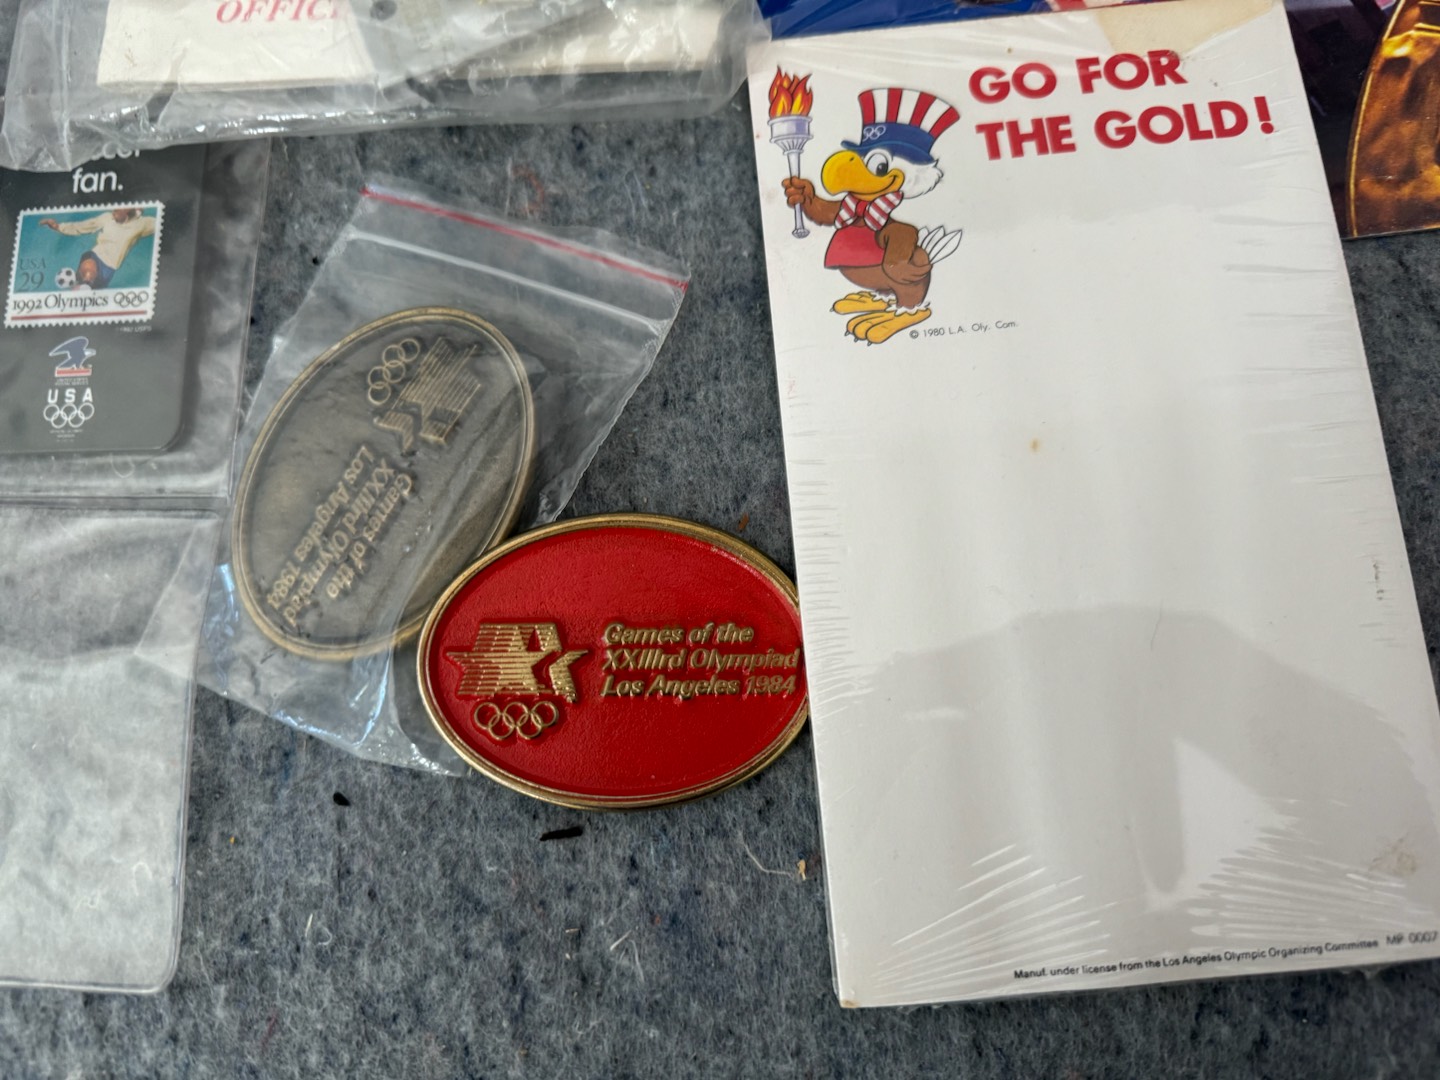 fan.
USA
29
1992 Olympics
USA
Games of the
XXIIIrd Olympiad
Los Angeles 1984
Games of the
XXIIIrd Olympiad
Los Angeles 1984
GO FOR
THE GOLD!
© 1980 L.A. Oly. Com.
Manuf. under license from the Los Angeles Olympic Organizing Committee MP 0007